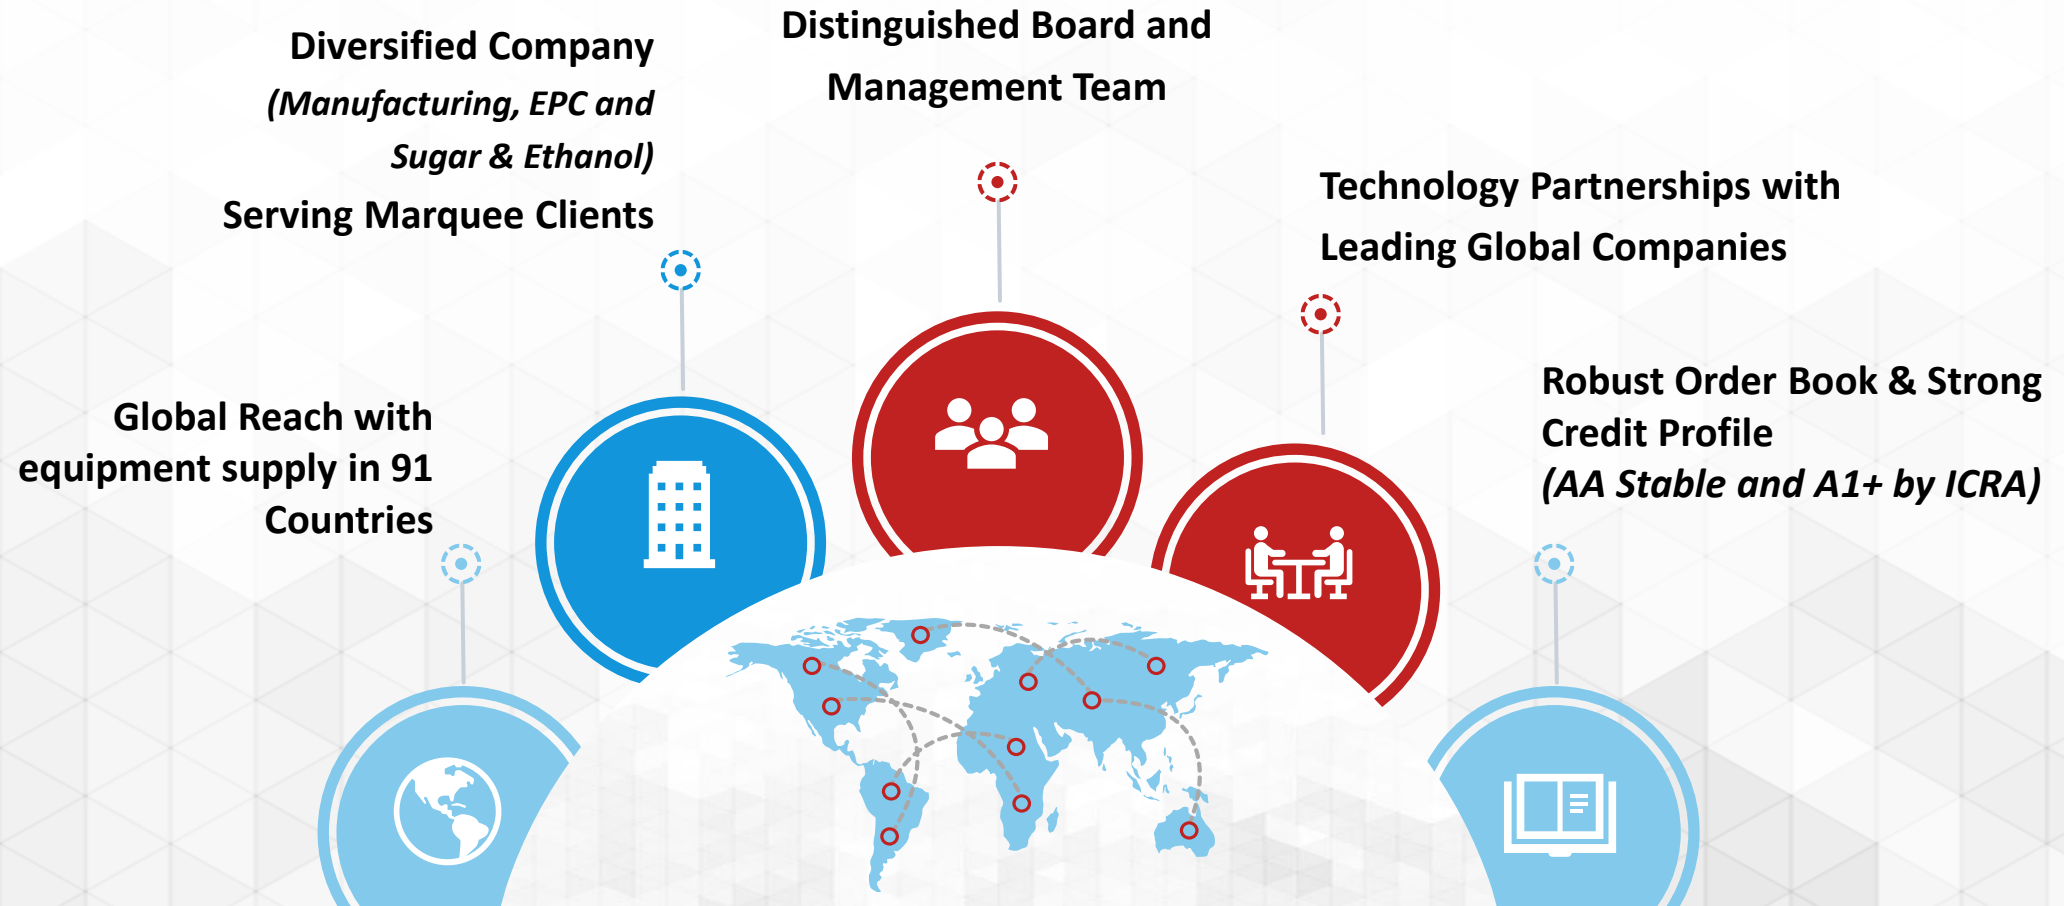 Global Reach with
equipment supply in 91
Countries
Diversified Company
(Manufacturing, EPC and
Sugar & Ethanol)
Serving Marquee Clients
Distinguished Board and
Management Team
Technology Partnerships with
Leading Global Companies
Robust Order Book & Strong
Credit Profile
(AA Stable and A1+ by ICRA)